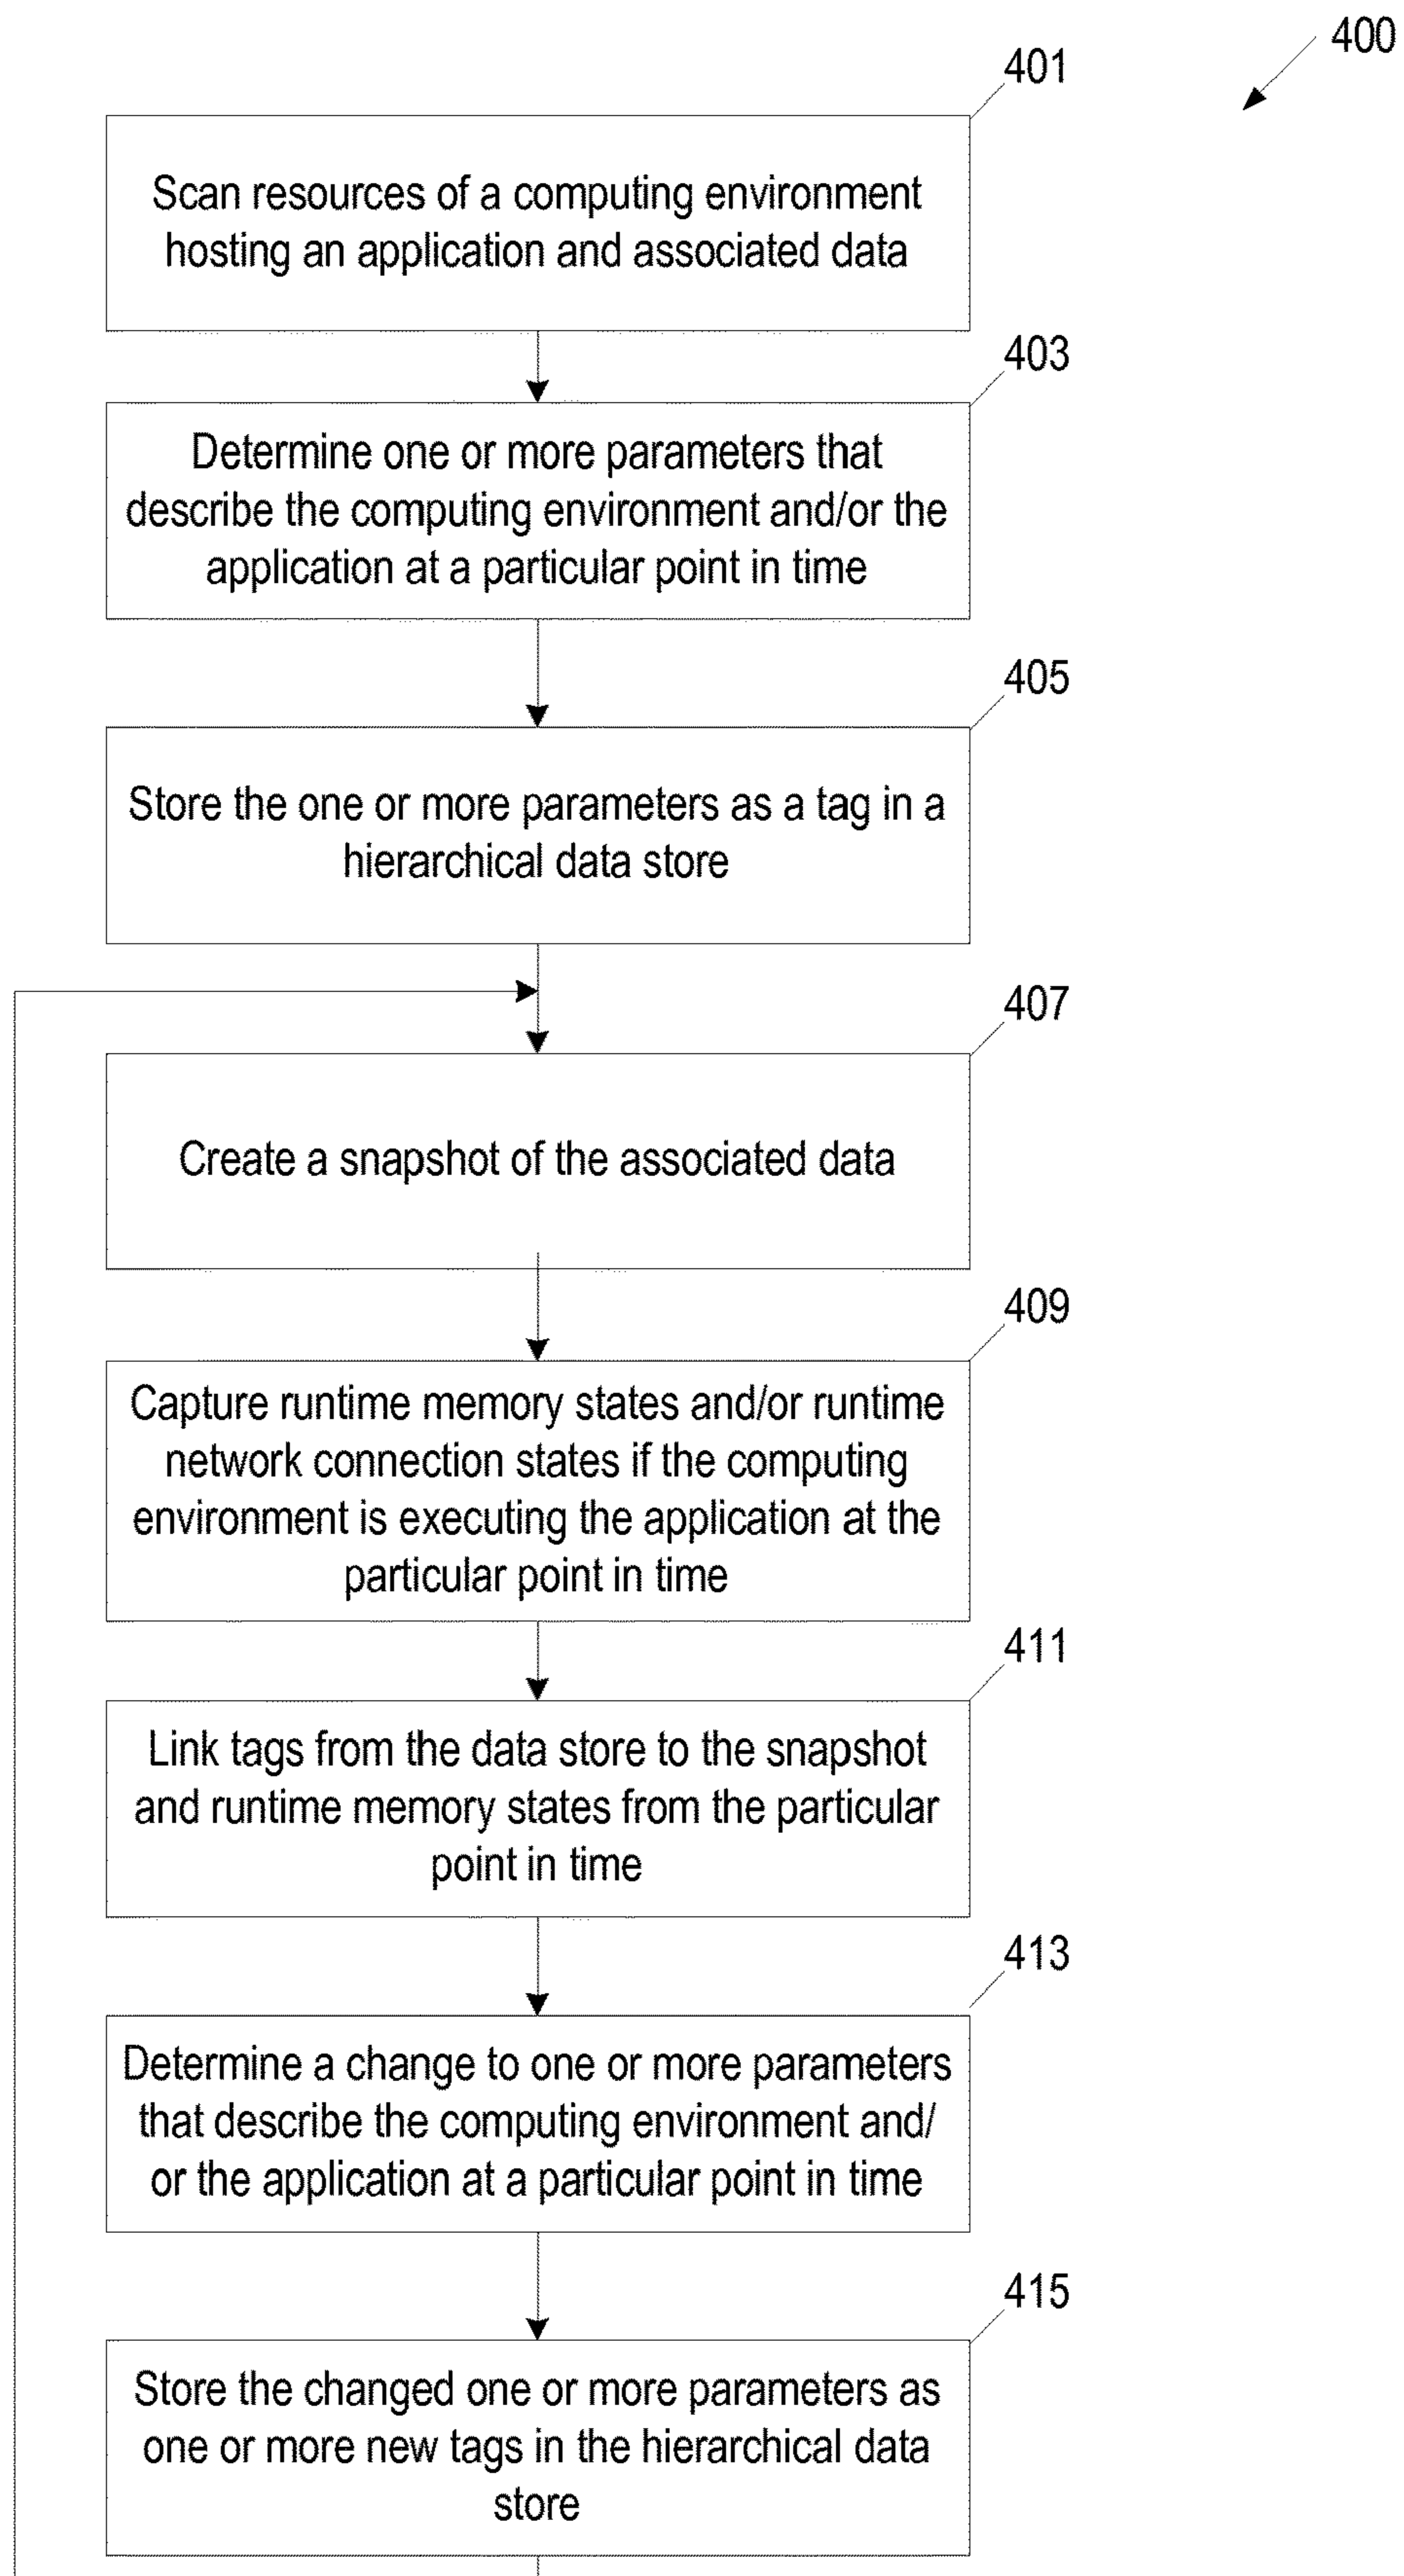 400
401
Scan resources of a computing environment
hosting an application and associated data
403
Determine one or more parameters that
describe the computing environment and/or the
application at a particular point in time
405
Store the one or more parameters as a tag in a
hierarchical data store
407
Create a snapshot of the associated data
409
Capture runtime memory states and/or runtime
network connection states if the computing
environment is executing the application at the
particular point in time
411
Link tags from the data store to the snapshot
and runtime memory states from the particular
point in time
413
Determine a change to one or more parameters
that describe the computing environment and/
or the application at a particular point in time
415
Store the changed one or more parameters as
one or more new tags in the hierarchical data
store